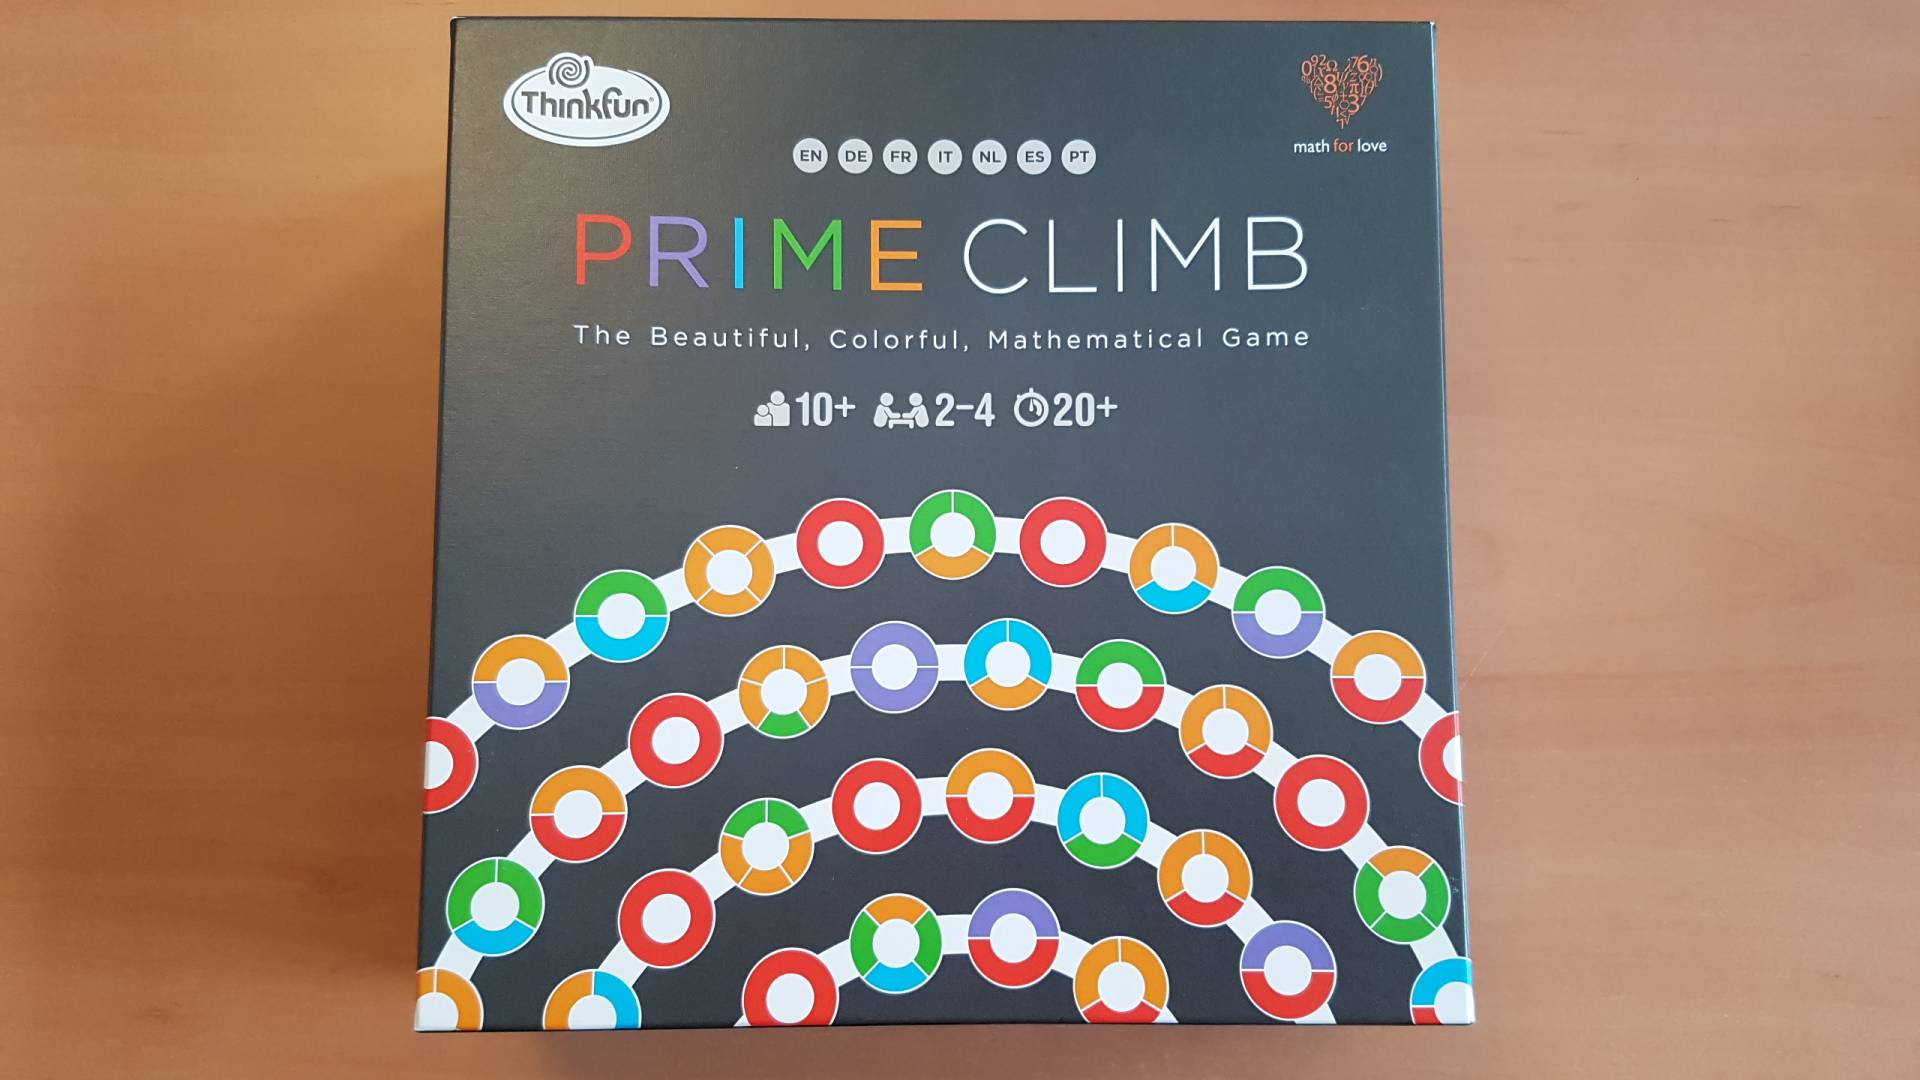 ThinkFun®
math for love
EN DE FR IT NL ES PT
PRIME CLIMB
The Beautiful, Colorful, Mathematical Game
10+ 2-4 20+